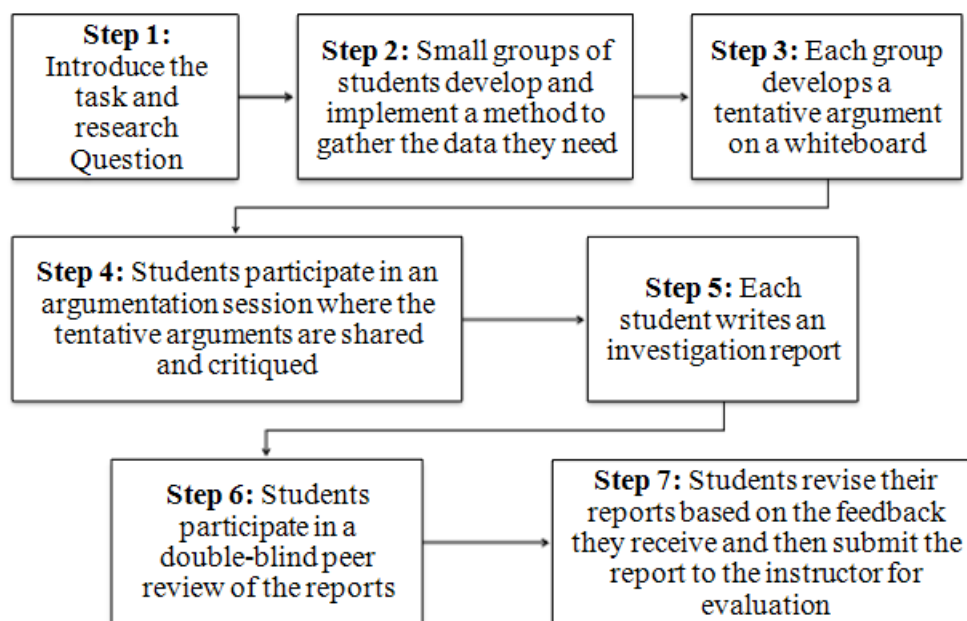 Step 1:
Introduce the
task and
research
Question
Step 2: Small groups of
students develop and
implement a method to
gather the data they need
Step 3: Each group
develops a
tentative argument
on a whiteboard
Step 4: Students participate in an
argumentation session where the
tentative arguments are shared
and critiqued
Step 5: Each
student writes an
investigation report
Step 6: Students
participate in a
double-blind peer
review of the reports
Step 7: Students revise their
reports based on the feedback
they receive and then submit the
report to the instructor for
evaluation